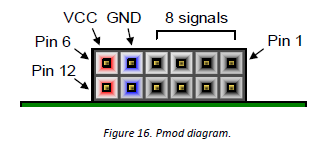 VCC GND 8 signals
Pin 6 Pin 1
Pin 12
Figure 16. Pmod diagram.